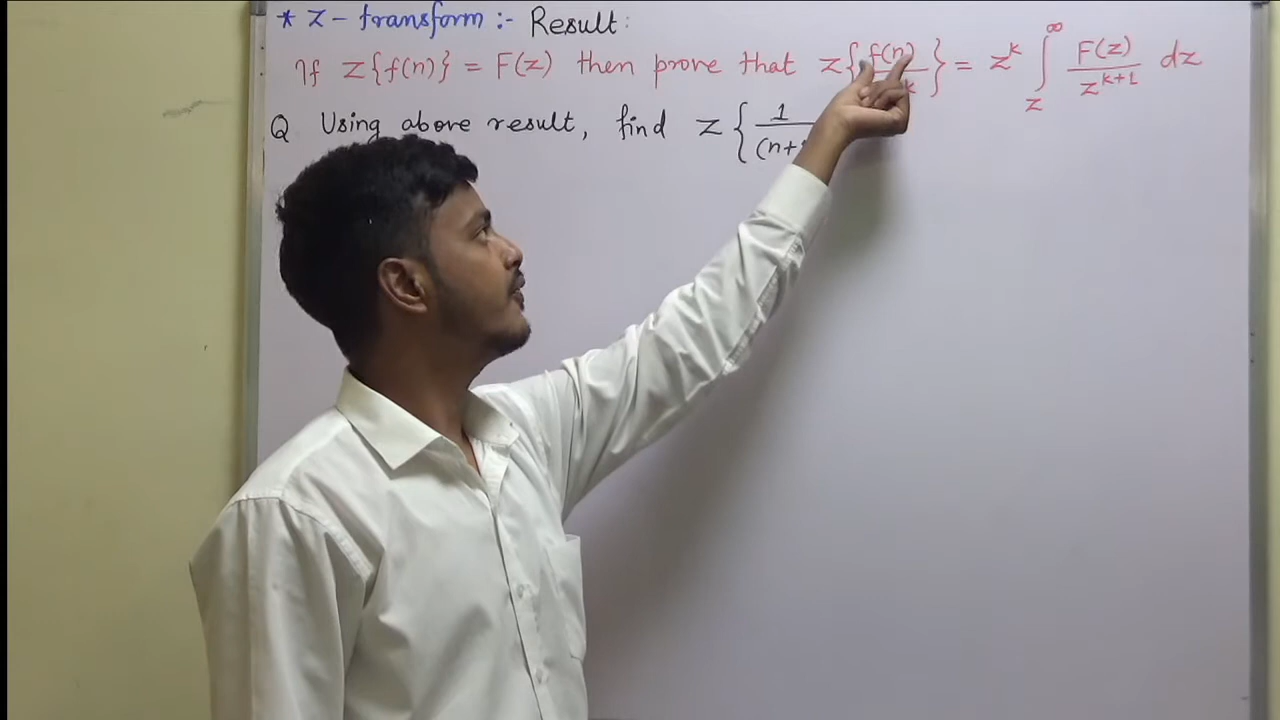 * Z - transform :- Result:
If Z{f(n)} = F(z) then prove that Z{f(n) / k} = z^k ∫_z^∞ F(z)/z^{k+1} dz
Q Using above result, find Z{1/(n+